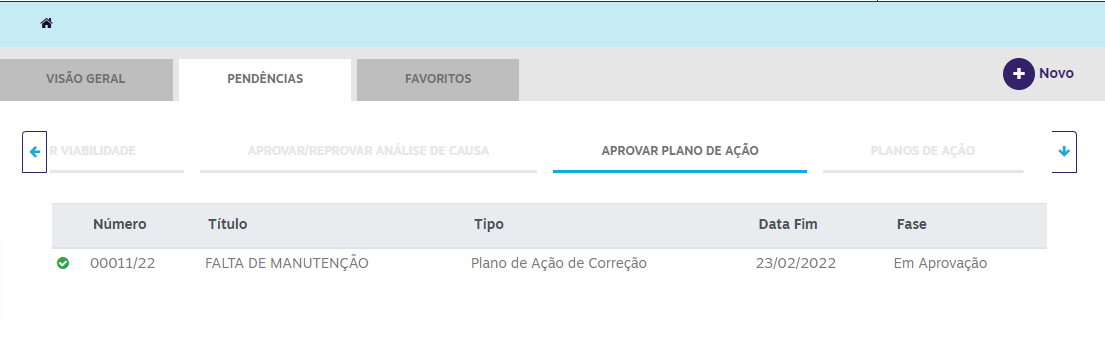 VISÃO GERAL PENDÊNCIAS FAVORITOS Novo
R VIABILIDADE APROVAR/REPROVAR ANÁLISE DE CAUSA APROVAR PLANO DE AÇÃO PLANOS DE AÇÃO
Número Título Tipo Data Fim Fase
00011/22 FALTA DE MANUTENÇÃO Plano de Ação de Correção 23/02/2022 Em Aprovação